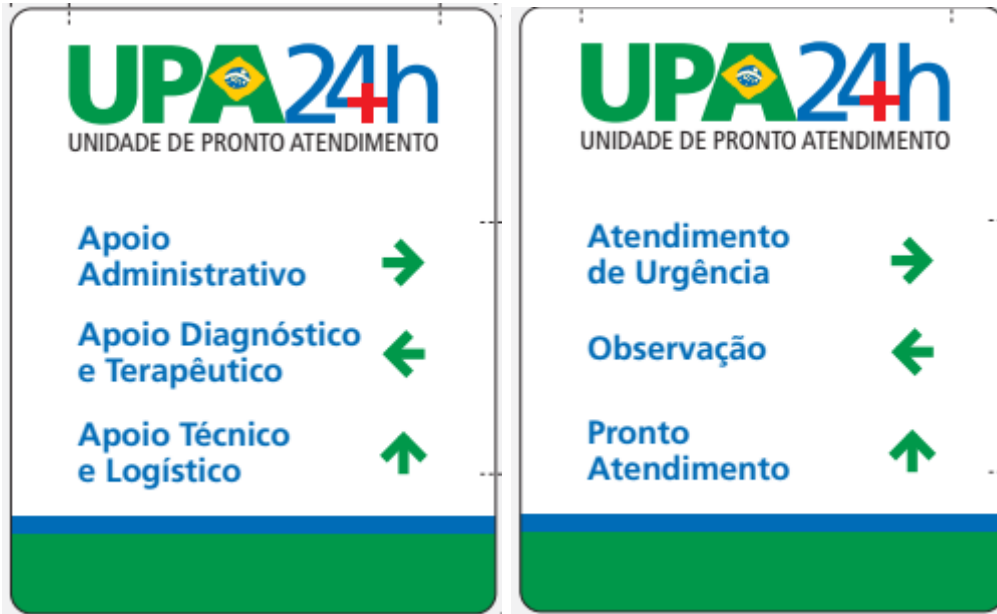 UPA24h
UNIDADE DE PRONTO ATENDIMENTO
Apoio
Administrativo
Apoio Diagnóstico
e Terapêutico
Apoio Técnico
e Logístico
UPA24h
UNIDADE DE PRONTO ATENDIMENTO
Atendimento
de Urgência
Observação
Pronto
Atendimento